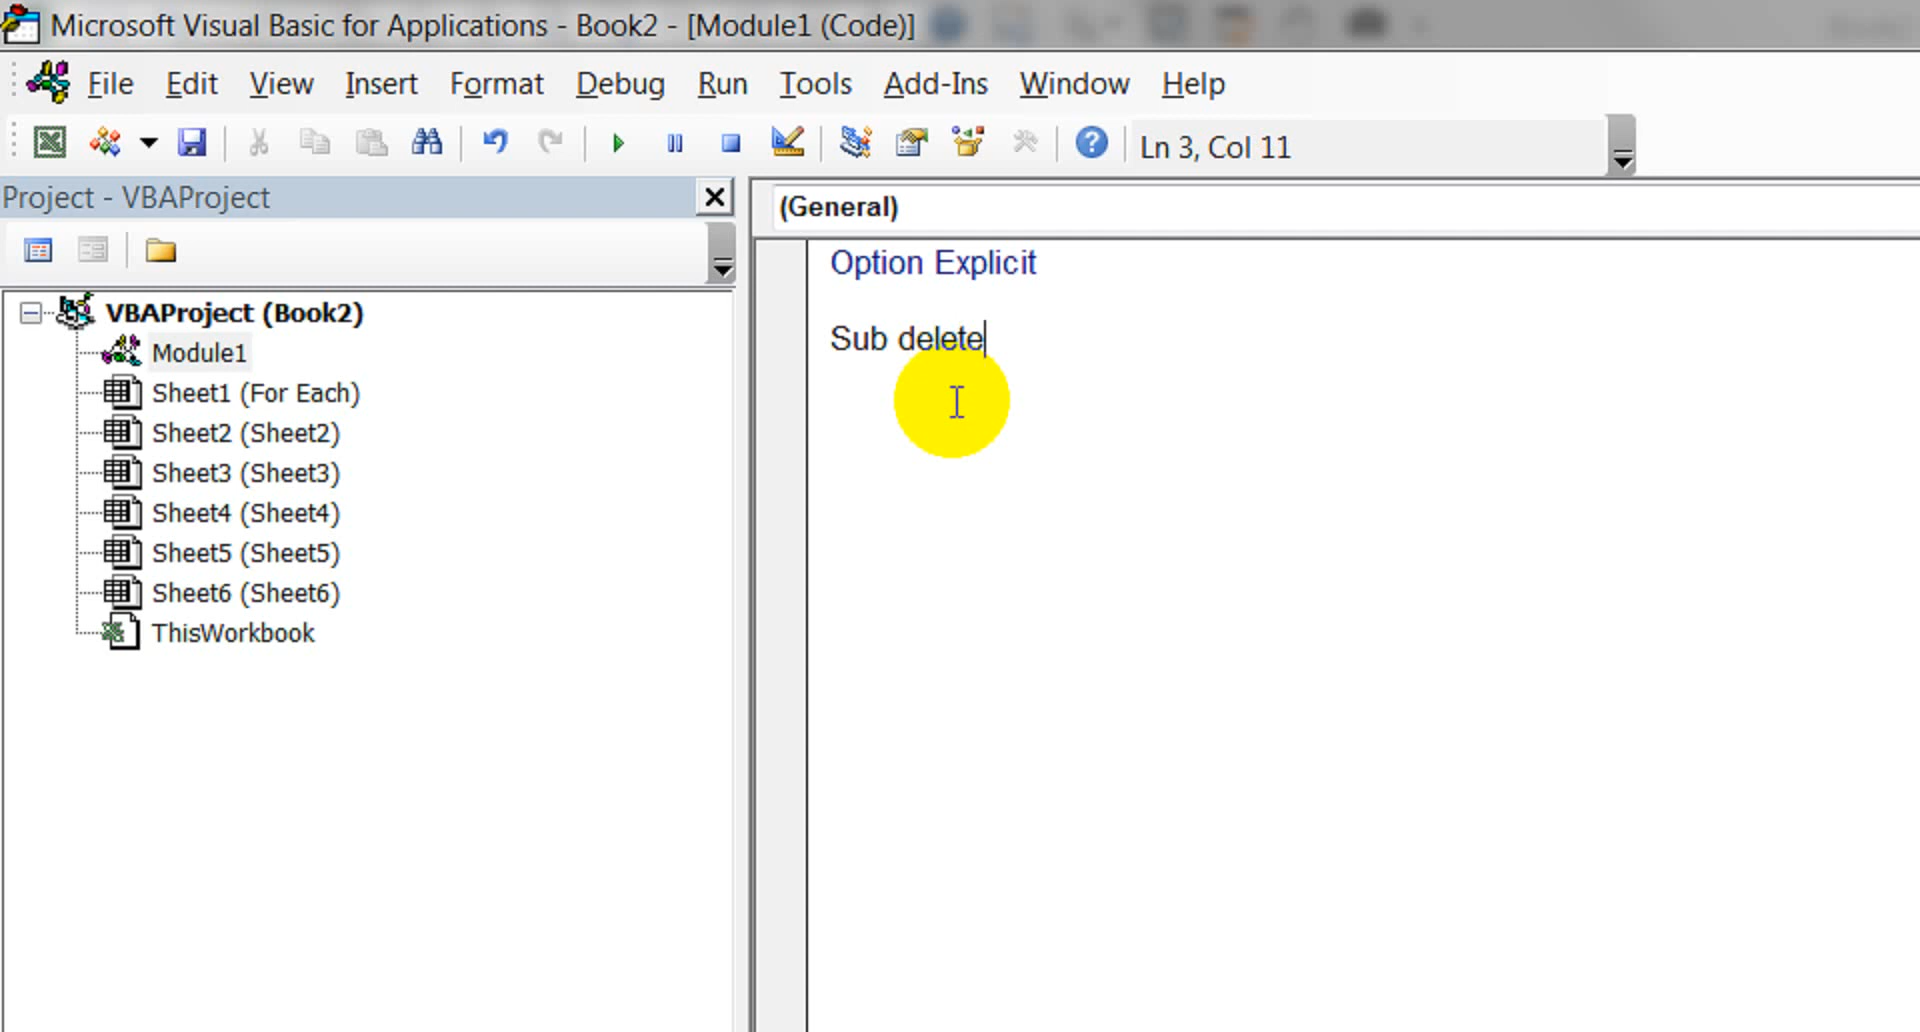 Microsoft Visual Basic for Applications - Book2 - [Module1 (Code)]
File Edit View Insert Format Debug Run Tools Add-Ins Window Help
Ln 3, Col 11
Project - VBAProject
(General)
VBAProject (Book2)
Module1
Sheet1 (For Each)
Sheet2 (Sheet2)
Sheet3 (Sheet3)
Sheet4 (Sheet4)
Sheet5 (Sheet5)
Sheet6 (Sheet6)
ThisWorkbook
Option Explicit
Sub delete